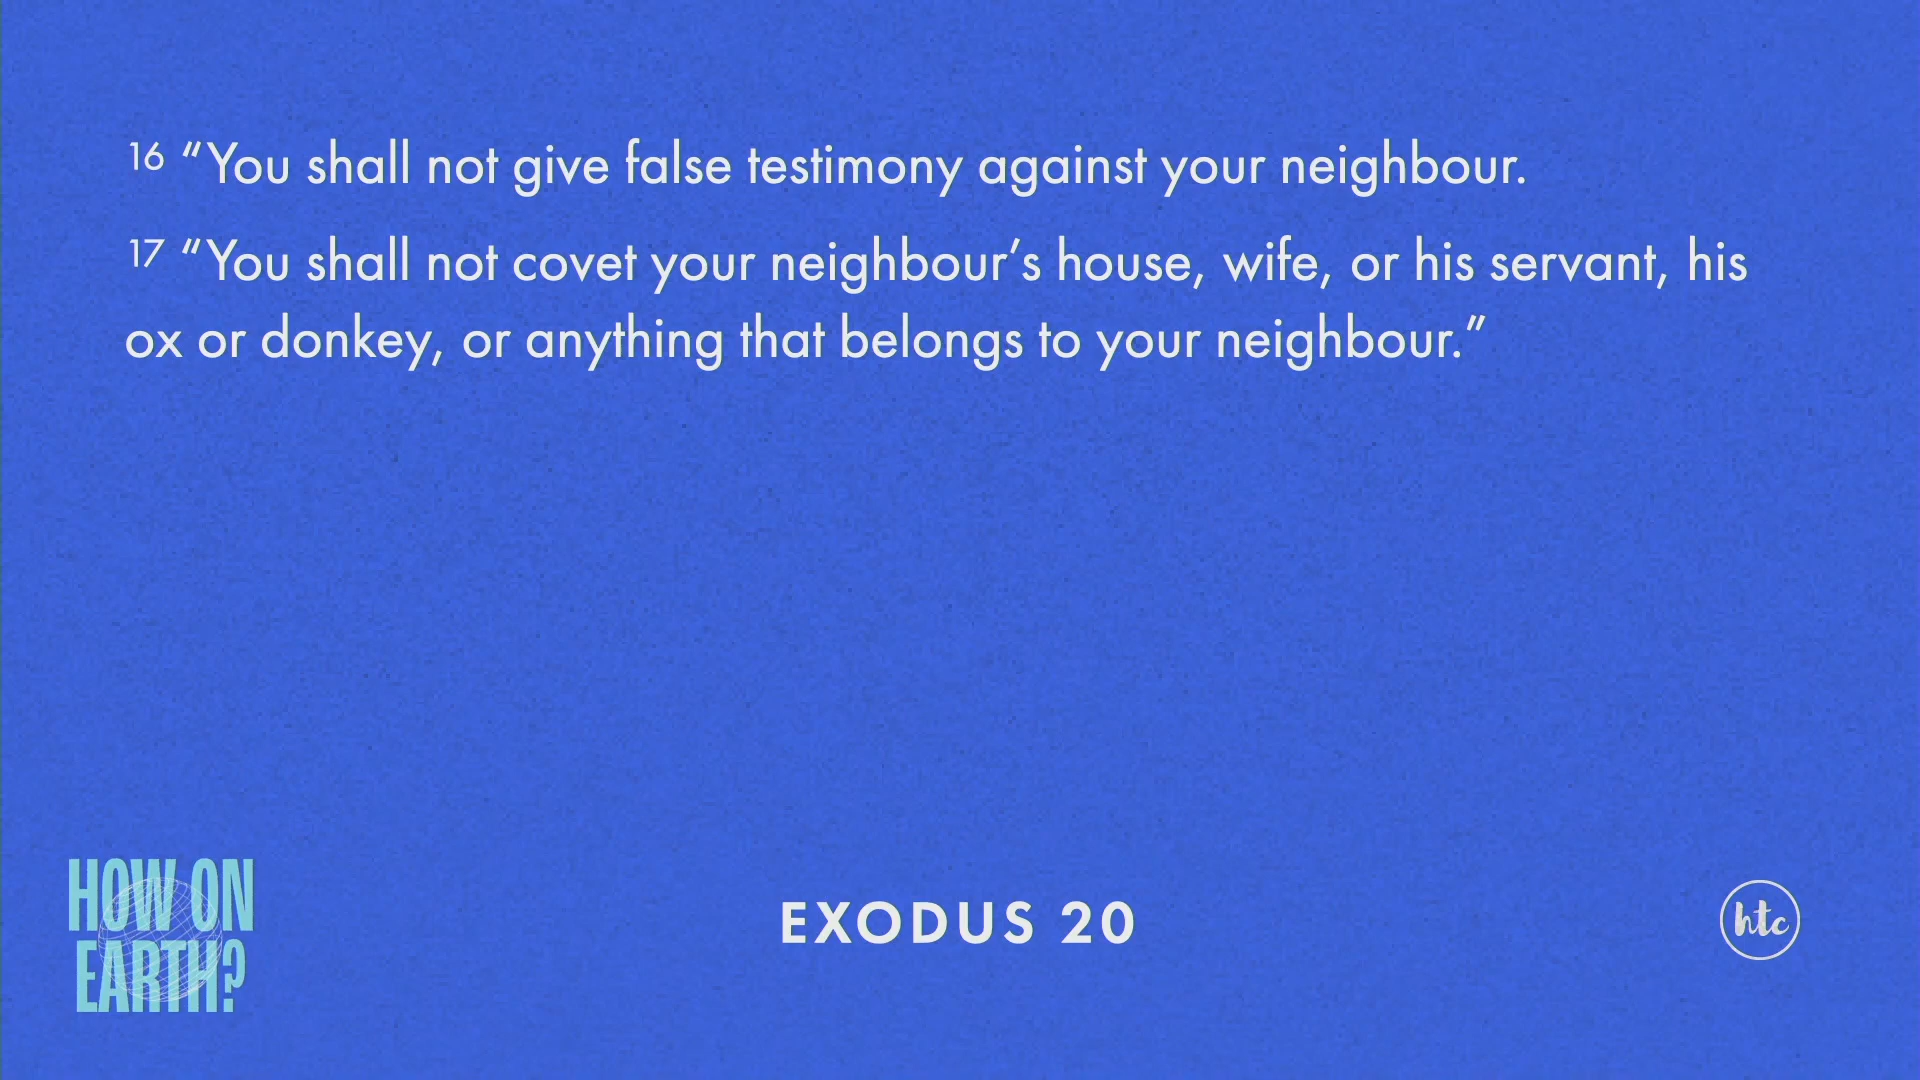 16 “You shall not give false testimony against your neighbour.
17 “You shall not covet your neighbour’s house, wife, or his servant, his
ox or donkey, or anything that belongs to your neighbour.”
HOW ON
EARTH?
EXODUS 20
htc